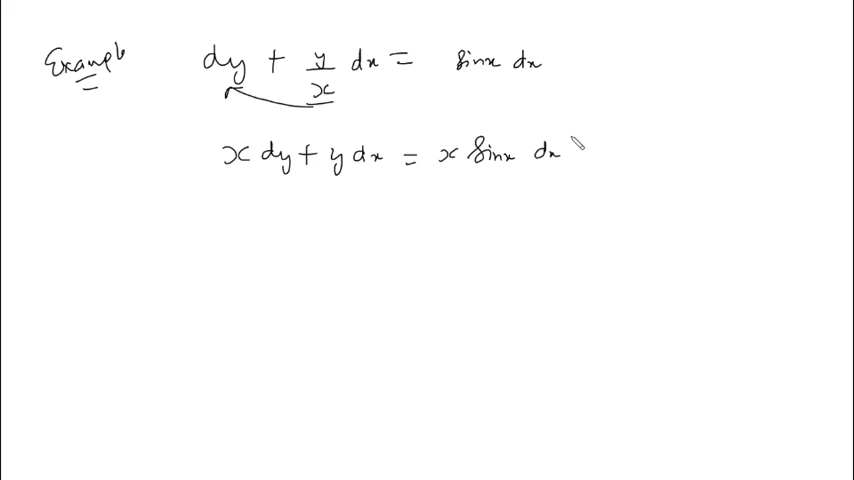 Example dy + y/x dx = sinx dx
x dy + y dx = x sinx dx